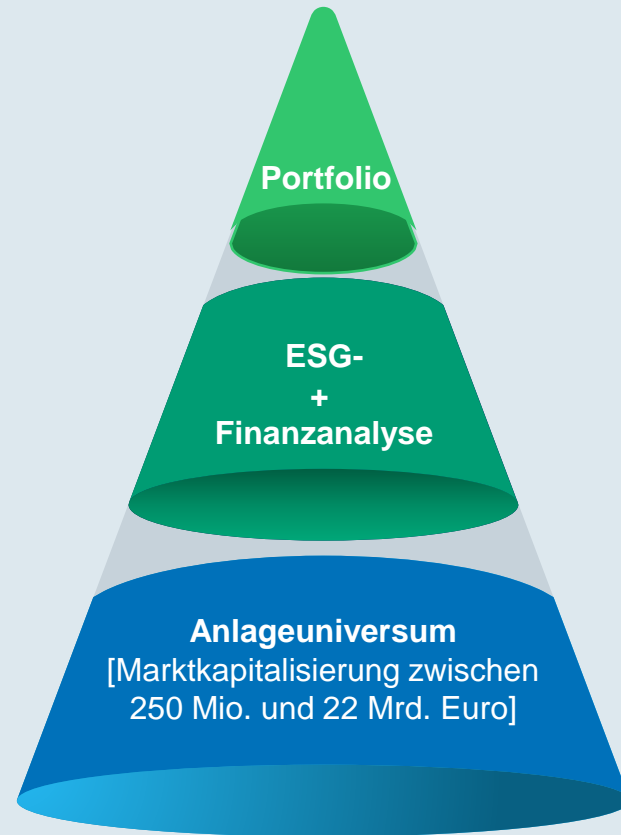 Portfolio
ESG-
+
Finanzanalyse
Anlageuniversum
[Marktkapitalisierung zwischen
250 Mio. und 22 Mrd. Euro]